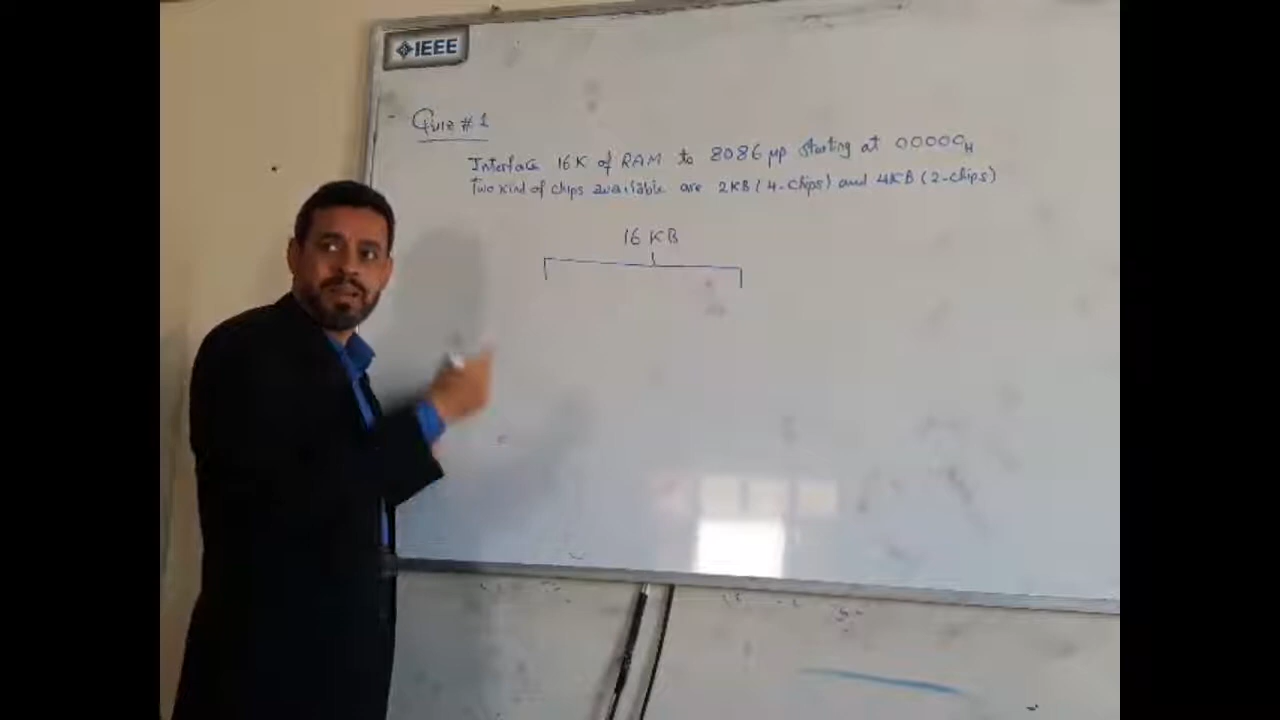 IEEE
Quiz #1
Interface 16K of RAM to 8086 μp starting at 00000H
Two kind of chips available are 2KB (4-chips) and 4KB (2-chips)
16 KB